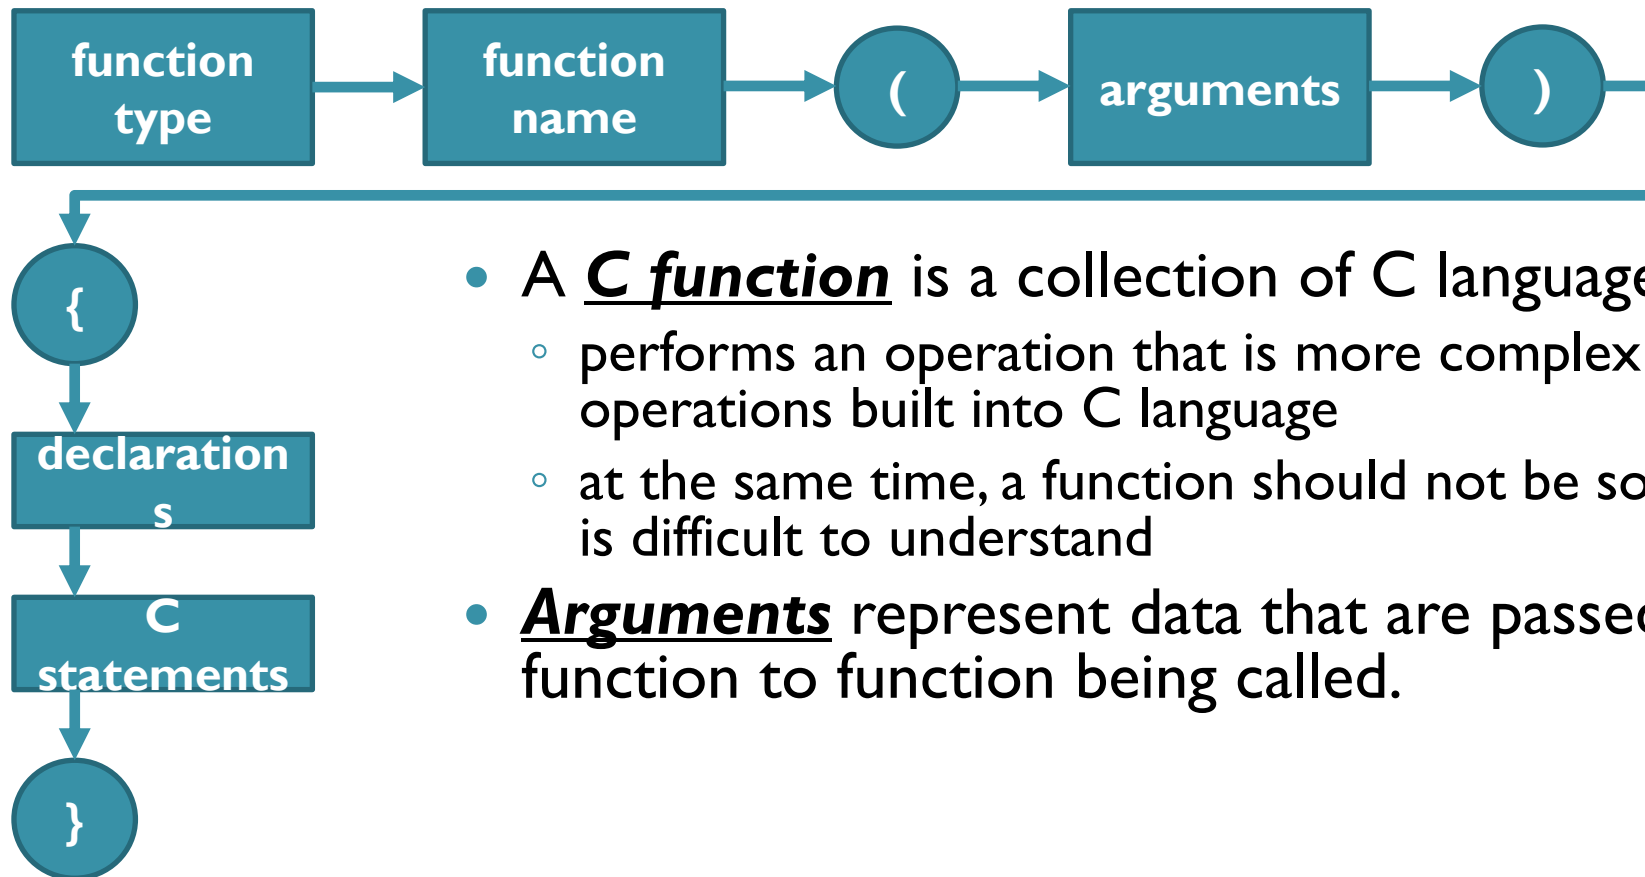 function
type
function
name
(
arguments
)
{
declaration
s
C
statements
}
• A C function is a collection of C language
◦ performs an operation that is more complex
operations built into C language
◦ at the same time, a function should not be so
is difficult to understand
• Arguments represent data that are passed
function to function being called.